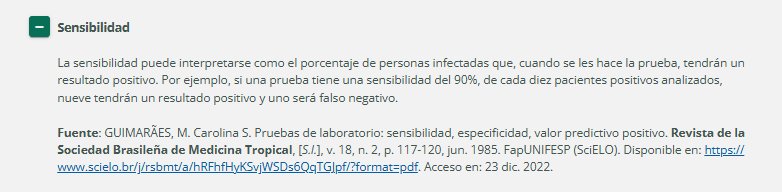 Sensibilidad
La sensibilidad puede interpretarse como el porcentaje de personas infectadas que, cuando se les hace la prueba, tendrán un
resultado positivo. Por ejemplo, si una prueba tiene una sensibilidad del 90%, de cada diez pacientes positivos analizados,
nueve tendrán un resultado positivo y uno será falso negativo.
Fuente: GUIMARÃES, M. Carolina S. Pruebas de laboratorio: sensibilidad, especificidad, valor predictivo positivo. Revista de la
Sociedad Brasileña de Medicina Tropical, [S.l.], v. 18, n. 2, p. 117-120, jun. 1985. FapUNIFESP (SciELO). Disponible en: https://
www.scielo.br/j/rsbmt/a/hRFhfHyKSvjWSDs6QqTGJpf/?format=pdf. Acceso en: 23 dic. 2022.